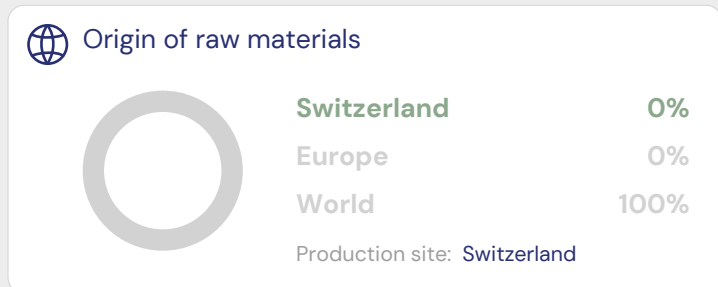 Origin of raw materials
Switzerland 0%
Europe 0%
World 100%
Production site: Switzerland